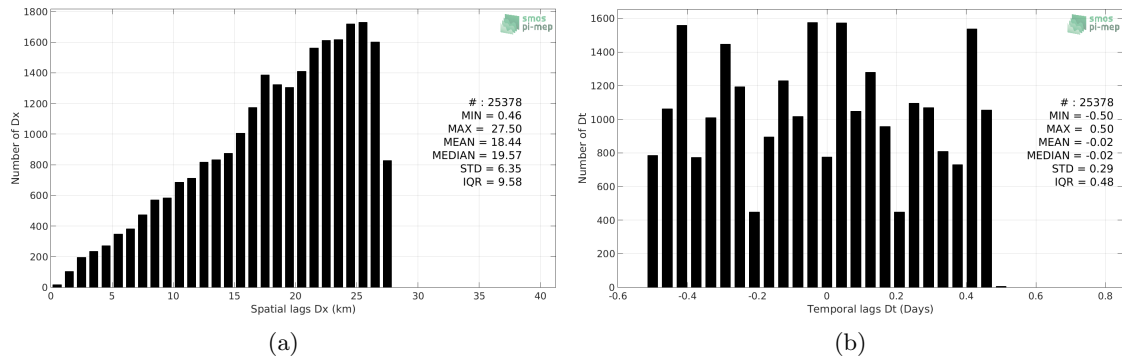 1800
1600
1400
1200
1000
800
600
400
200
0
Number of Dx
0 5 10 15 20 25 30 35 40
Spatial lags Dx (km)
smos
pi-mep
# : 25378
MIN = 0.46
MAX = 27.50
MEAN = 18.44
MEDIAN = 19.57
STD = 6.35
IQR = 9.58
(a)
1600
1400
1200
1000
800
600
400
200
0
Number of Dt
-0.6 -0.4 -0.2 0 0.2 0.4 0.6 0.8
Temporal lags Dt (Days)
smos
pi-mep
# : 25378
MIN = -0.50
MAX = 0.50
MEAN = -0.02
MEDIAN = -0.02
STD = 0.29
IQR = 0.48
(b)